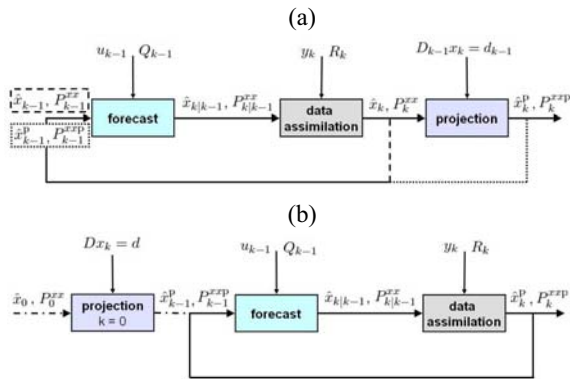 (a)
u_{k-1} Q_{k-1} y_k R_k D_{k-1}x_k = d_{k-1}
x̂_{k-1}, P^{xx}_{k-1} forecast x̂_{k|k-1}, P^{xx}_{k|k-1} data assimilation x̂_k, P^{xx}_k projection x̂^p_k, P^{xxp}_k
x̂^p_{k-1}, P^{xxp}_{k-1}
(b)
Dx_k = d u_{k-1} Q_{k-1} y_k R_k
x̂_0, P^{xx}_0 projection k = 0 x̂^p_{k-1}, P^{xxp}_{k-1} forecast x̂_{k|k-1}, P^{xx}_{k|k-1} data assimilation x̂^p_k, P^{xxp}_k